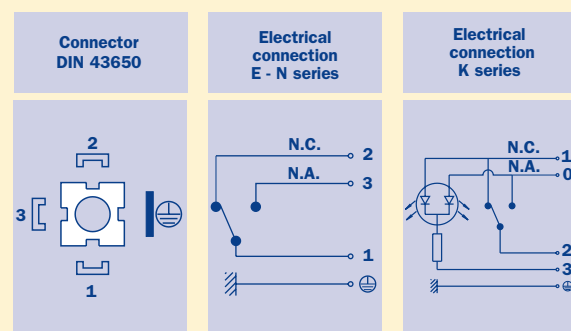 Connector
DIN 43650
Electrical
connection
E - N series
Electrical
connection
K series
2
3
1
N.C.
2
N.A.
3
1
N.C.
1
N.A.
0
2
3